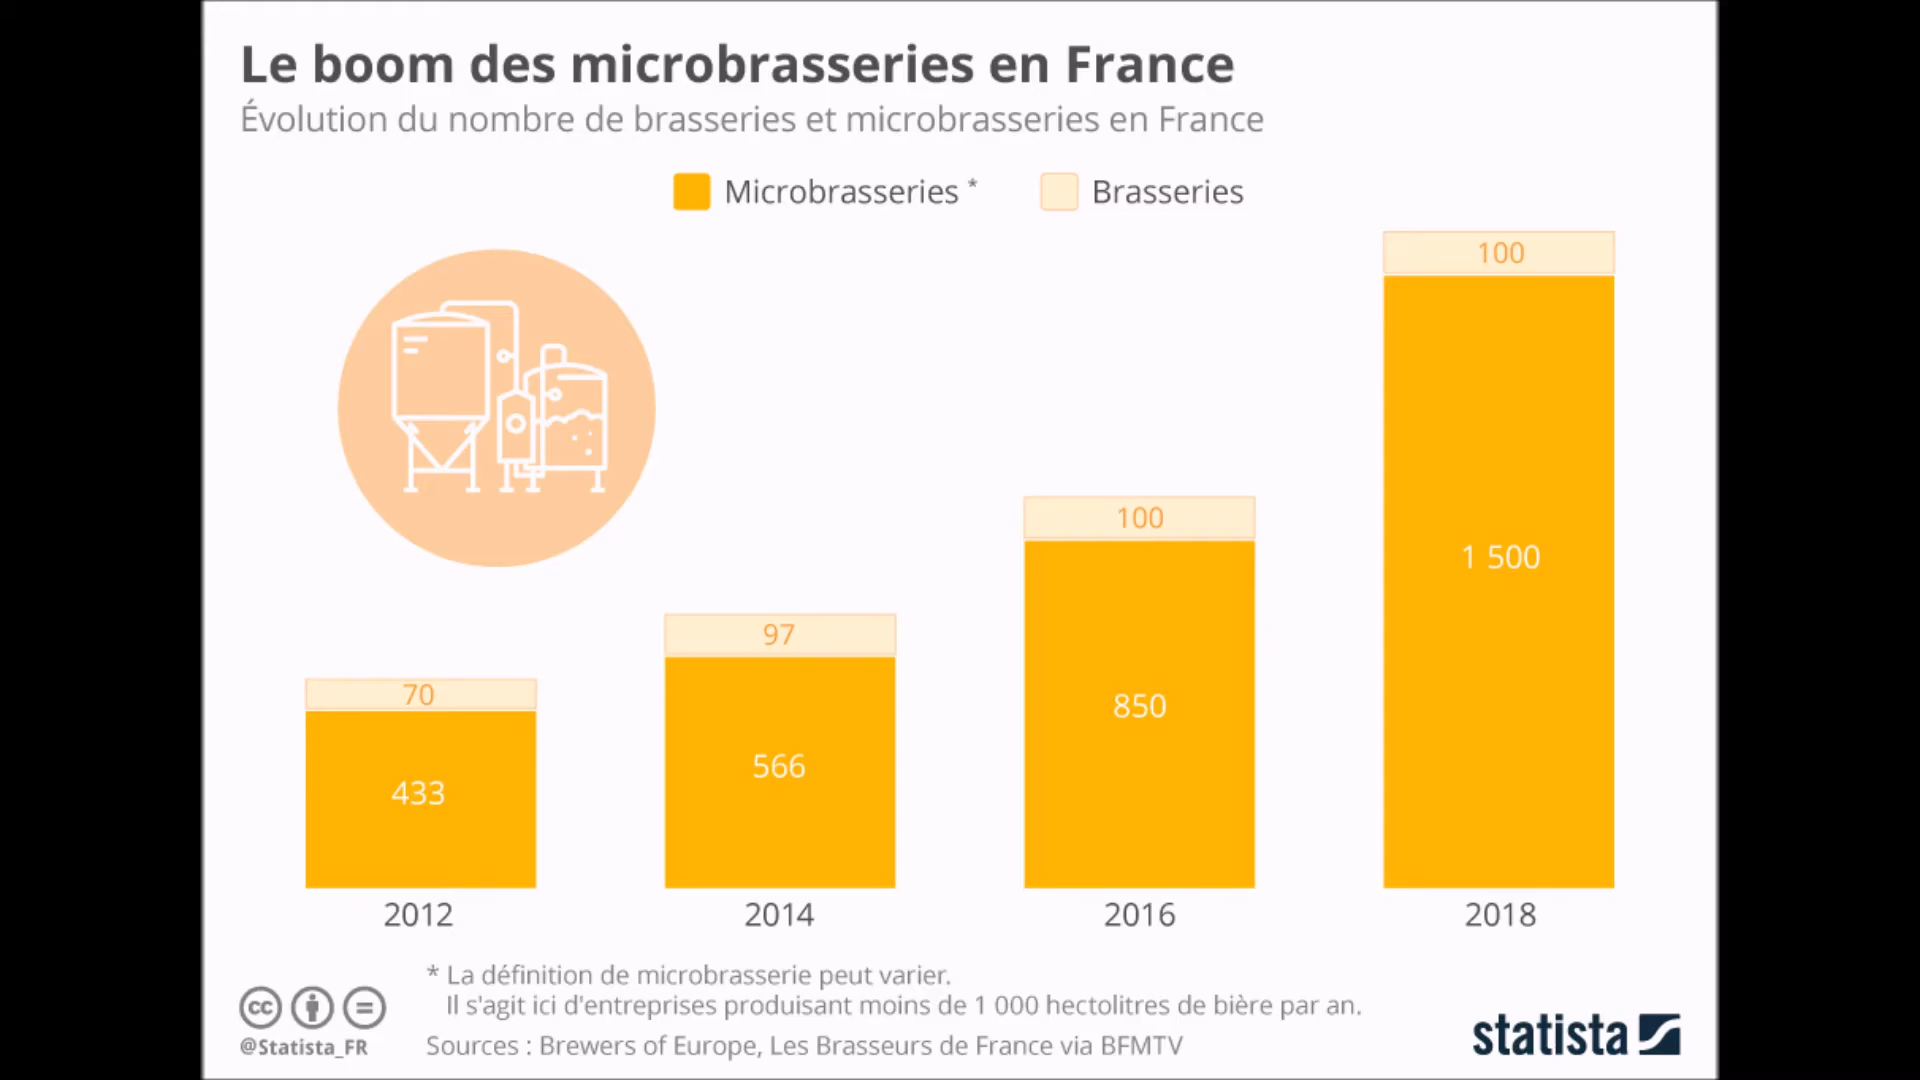 Le boom des microbrasseries en France
Évolution du nombre de brasseries et microbrasseries en France
Microbrasseries *
Brasseries
70
433
97
566
100
850
100
1 500
2012
2014
2016
2018
* La définition de microbrasserie peut varier.
Il s'agit ici d'entreprises produisant moins de 1 000 hectolitres de bière par an.
Sources : Brewers of Europe, Les Brasseurs de France via BFMTV
cc
@Statista_FR
statista